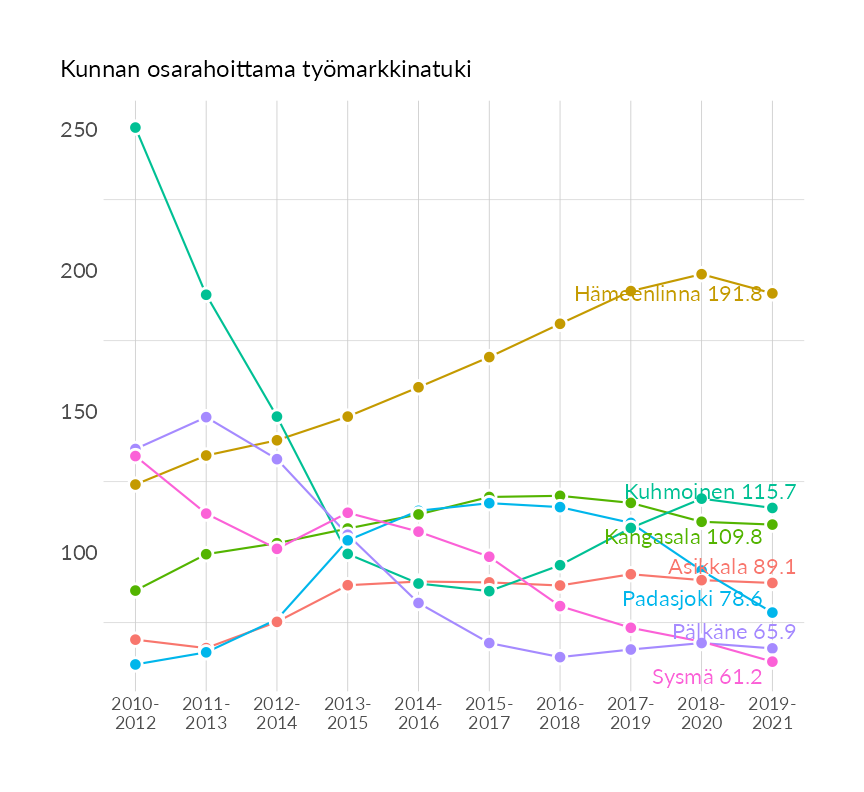 Kunnan osarahoittama työmarkkinatuki
250
200
150
100
Hämeenlinna 191.8
Kuhmoinen 115.7
Kangasala 109.8
Asikkala 89.1
Padasjoki 78.6
Pälkäne 65.9
Sysmä 61.2
2010- 2011- 2012- 2013- 2014- 2015- 2016- 2017- 2018- 2019-
2012 2013 2014 2015 2016 2017 2018 2019 2020 2021